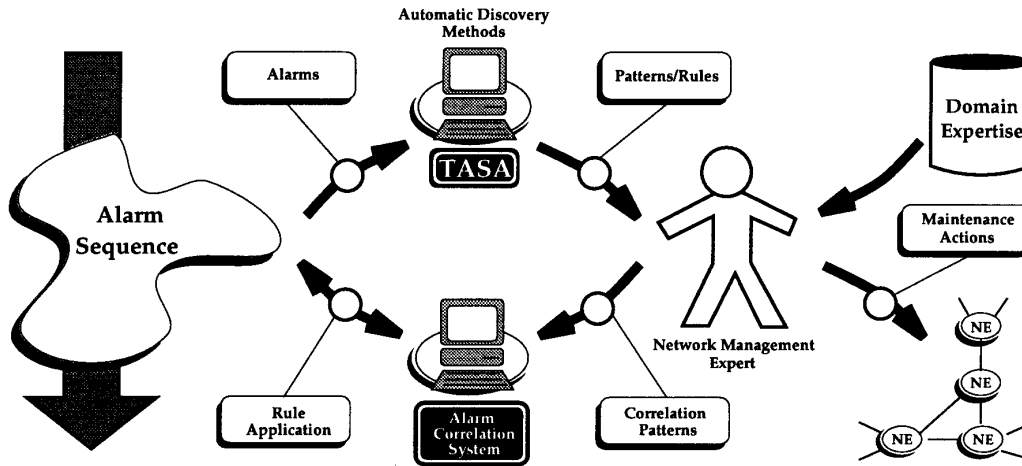 Automatic Discovery
Methods
Alarms
Patterns/Rules
Domain
Expertise
TASA
Alarm
Sequence
Maintenance
Actions
NE
Network Management
Expert
NE
Rule
Application
Alarm
Correlation
System
Correlation
Patterns
NE
NE